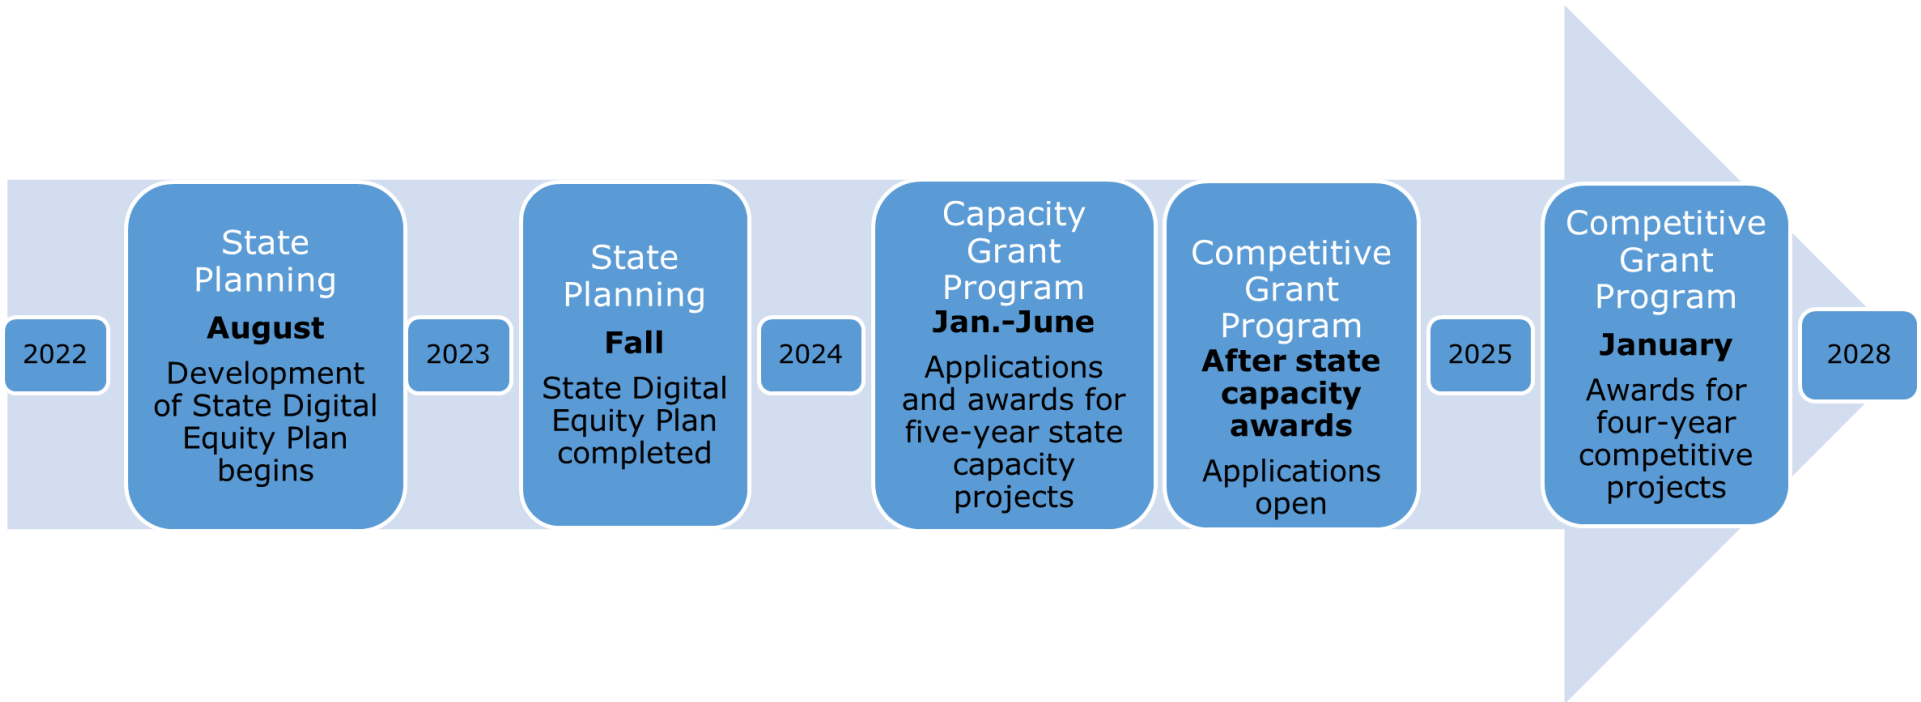 2022
State
Planning
August
Development
of State Digital
Equity Plan
begins
2023
State
Planning
Fall
State Digital
Equity Plan
completed
2024
Capacity
Grant
Program
Jan.-June
Applications
and awards for
five-year state
capacity
projects
Competitive
Grant
Program
After state
capacity
awards
Applications
open
2025
Competitive
Grant
Program
January
Awards for
four-year
competitive
projects
2028